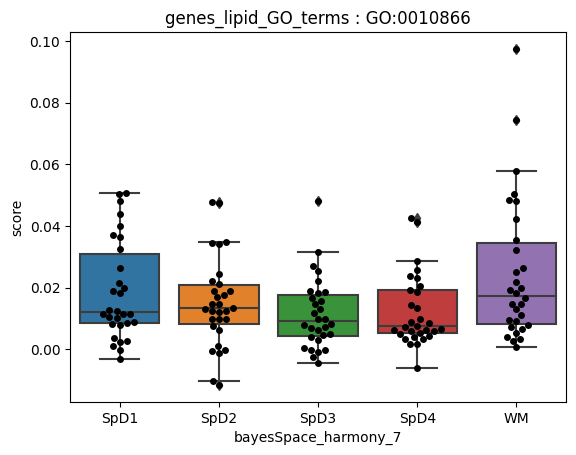 genes_lipid_GO_terms : GO:0010866
0.10
0.08
0.06
0.04
0.02
0.00
score
SpD1 SpD2 SpD3 SpD4 WM
bayesSpace_harmony_7